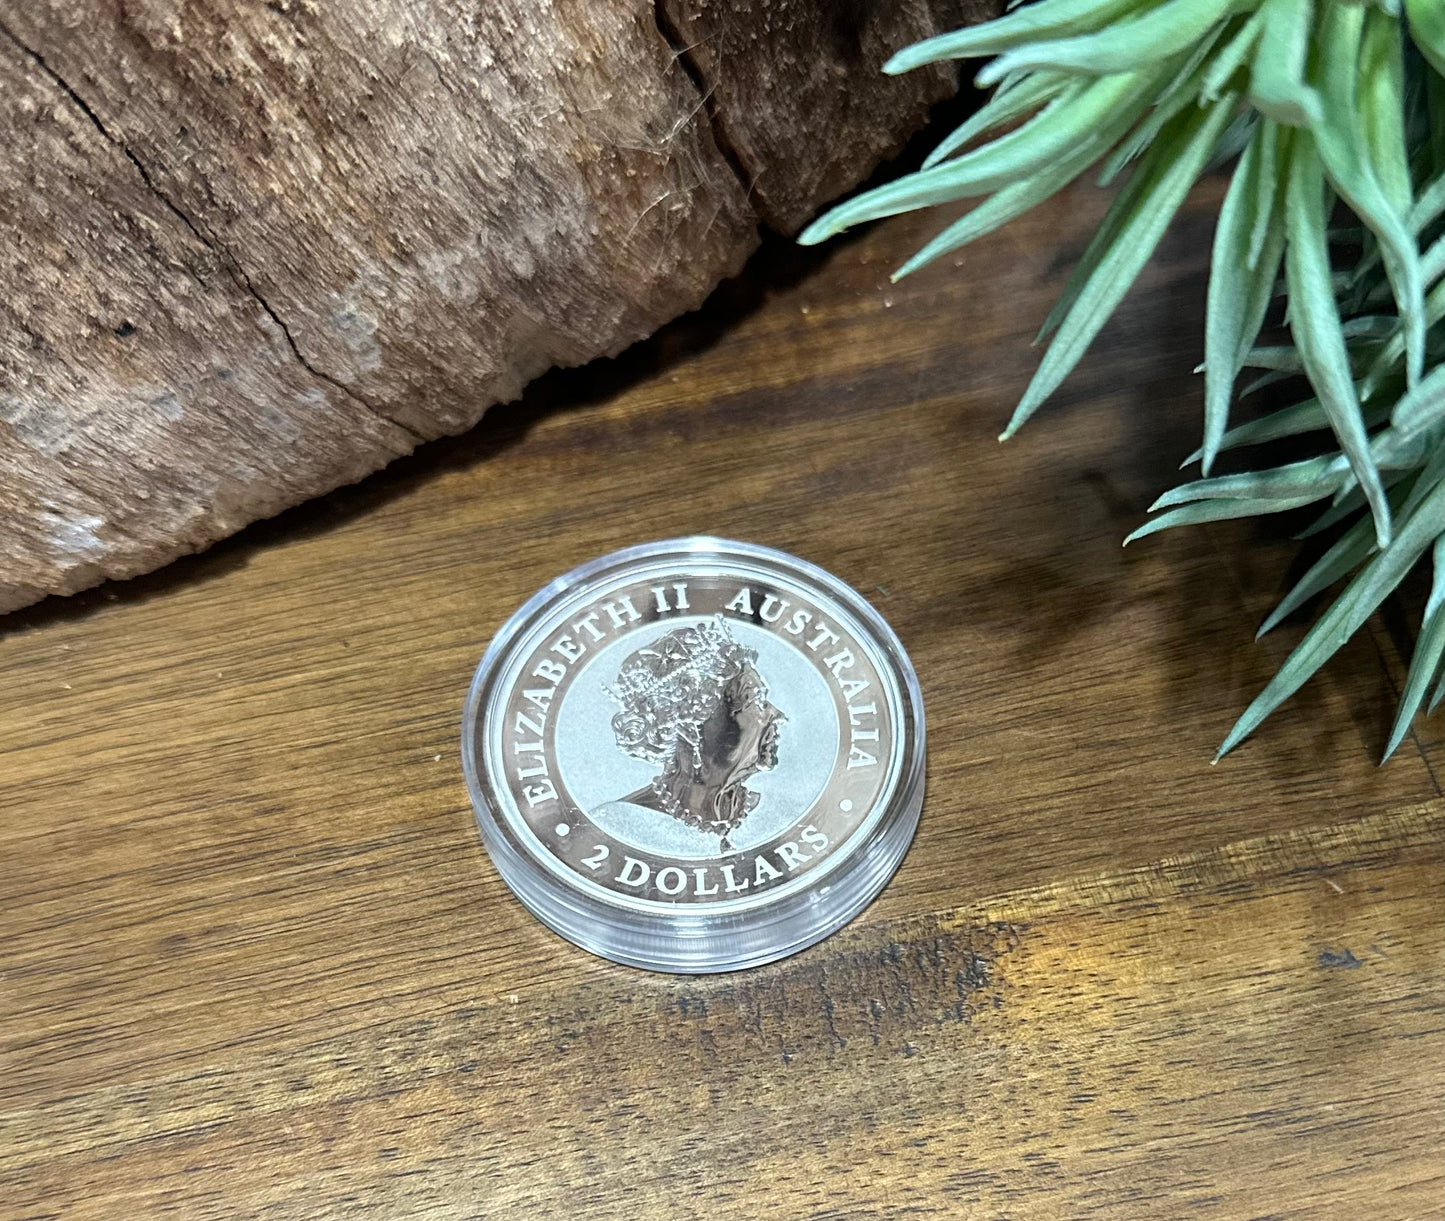 ELIZABETH II AUSTRALIA
• 2 DOLLARS •